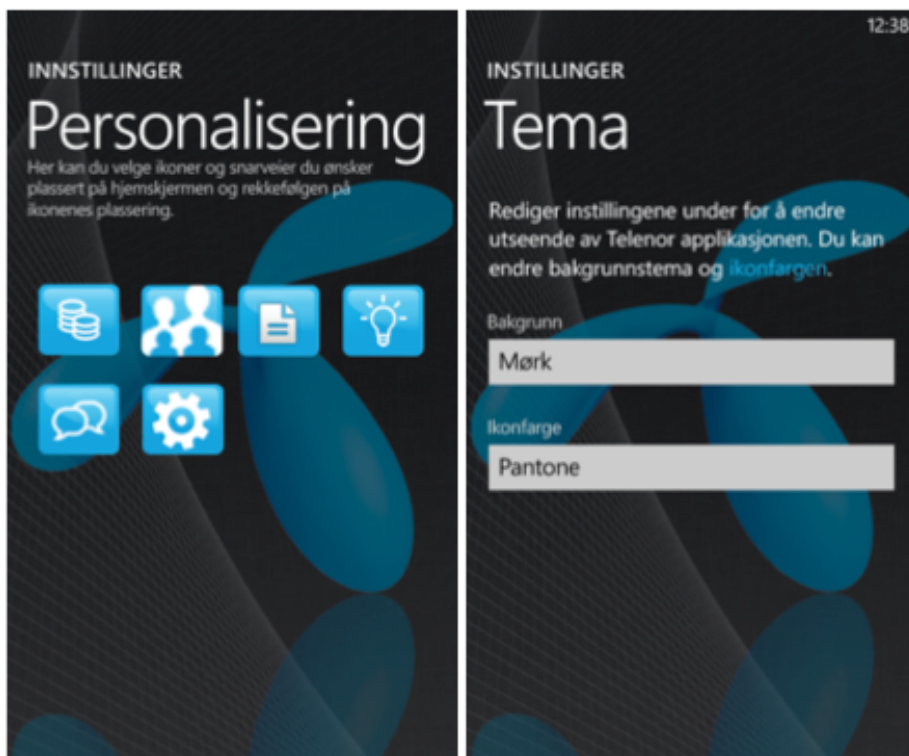 INNSTILLINGER
Personalisering
Her kan du velge ikoner og snarveier du ønsker
plassert på hjemskjermen og rekkefølgen på
ikonenes plassering.
12:38
INSTILLINGER
Tema
Rediger instillingene under for å endre
utseende av Telenor applikasjonen. Du kan
endre bakgrunnstema og ikonfargen.
Bakgrunn
Mørk
Ikonfarge
Pantone